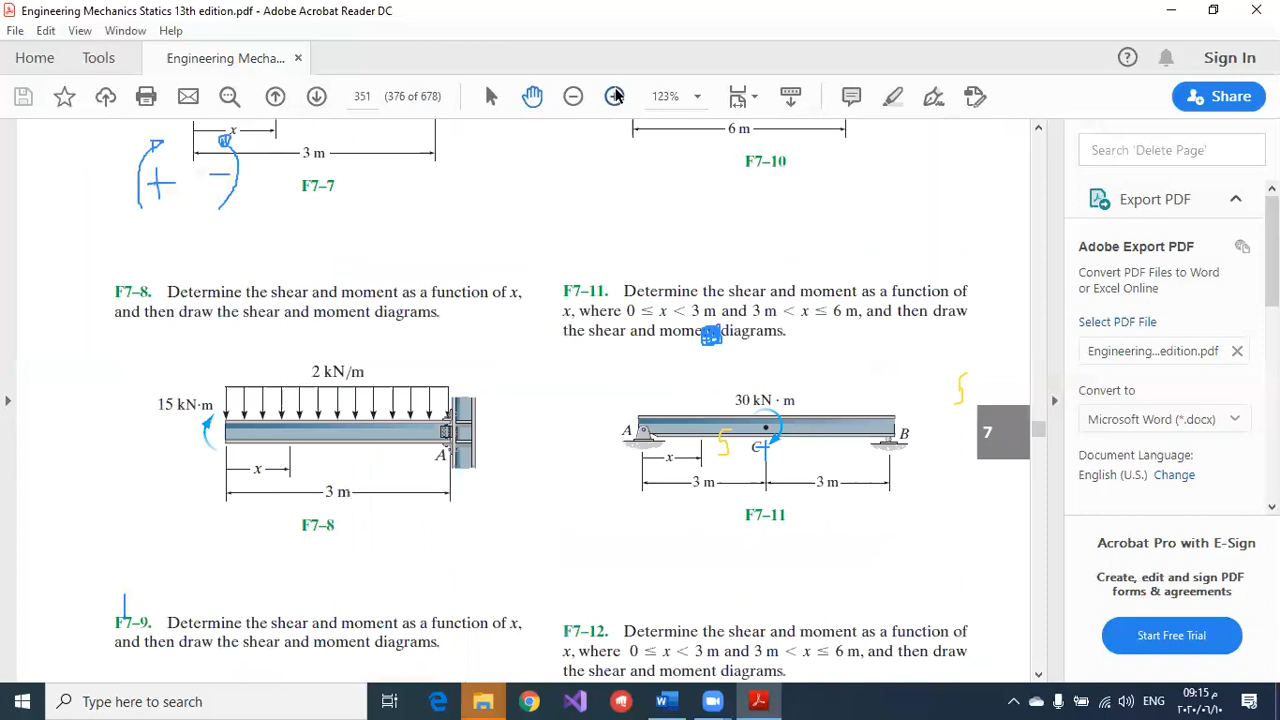 Engineering Mechanics Statics 13th edition.pdf - Adobe Acrobat Reader DC
File Edit View Window Help
Home Tools Engineering Mecha... × Sign In
351 (376 of 678) 123% Share
x
3 m
F7–7
6 m
F7–10
+ −
F7–8. Determine the shear and moment as a function of x,
and then draw the shear and moment diagrams.
2 kN/m
15 kN·m
A
x
3 m
F7–8
F7–9. Determine the shear and moment as a function of x,
and then draw the shear and moment diagrams.
F7–11. Determine the shear and moment as a function of
x, where 0 ≤ x < 3 m and 3 m < x ≤ 6 m, and then draw
the shear and moment diagrams.
30 kN · m
A
B
C
x
3 m 3 m
F7–11
F7–12. Determine the shear and moment as a function of
x, where 0 ≤ x < 3 m and 3 m < x ≤ 6 m, and then draw
the shear and moment diagrams.
7
Search 'Delete Page'
Export PDF
Adobe Export PDF
Convert PDF Files to Word
or Excel Online
Select PDF File
Engineering...edition.pdf ×
Convert to
Microsoft Word (*.docx)
Document Language:
English (U.S.) Change
Acrobat Pro with E-Sign
Create, edit and sign PDF
forms & agreements
Start Free Trial
Type here to search
ENG
09:15 م